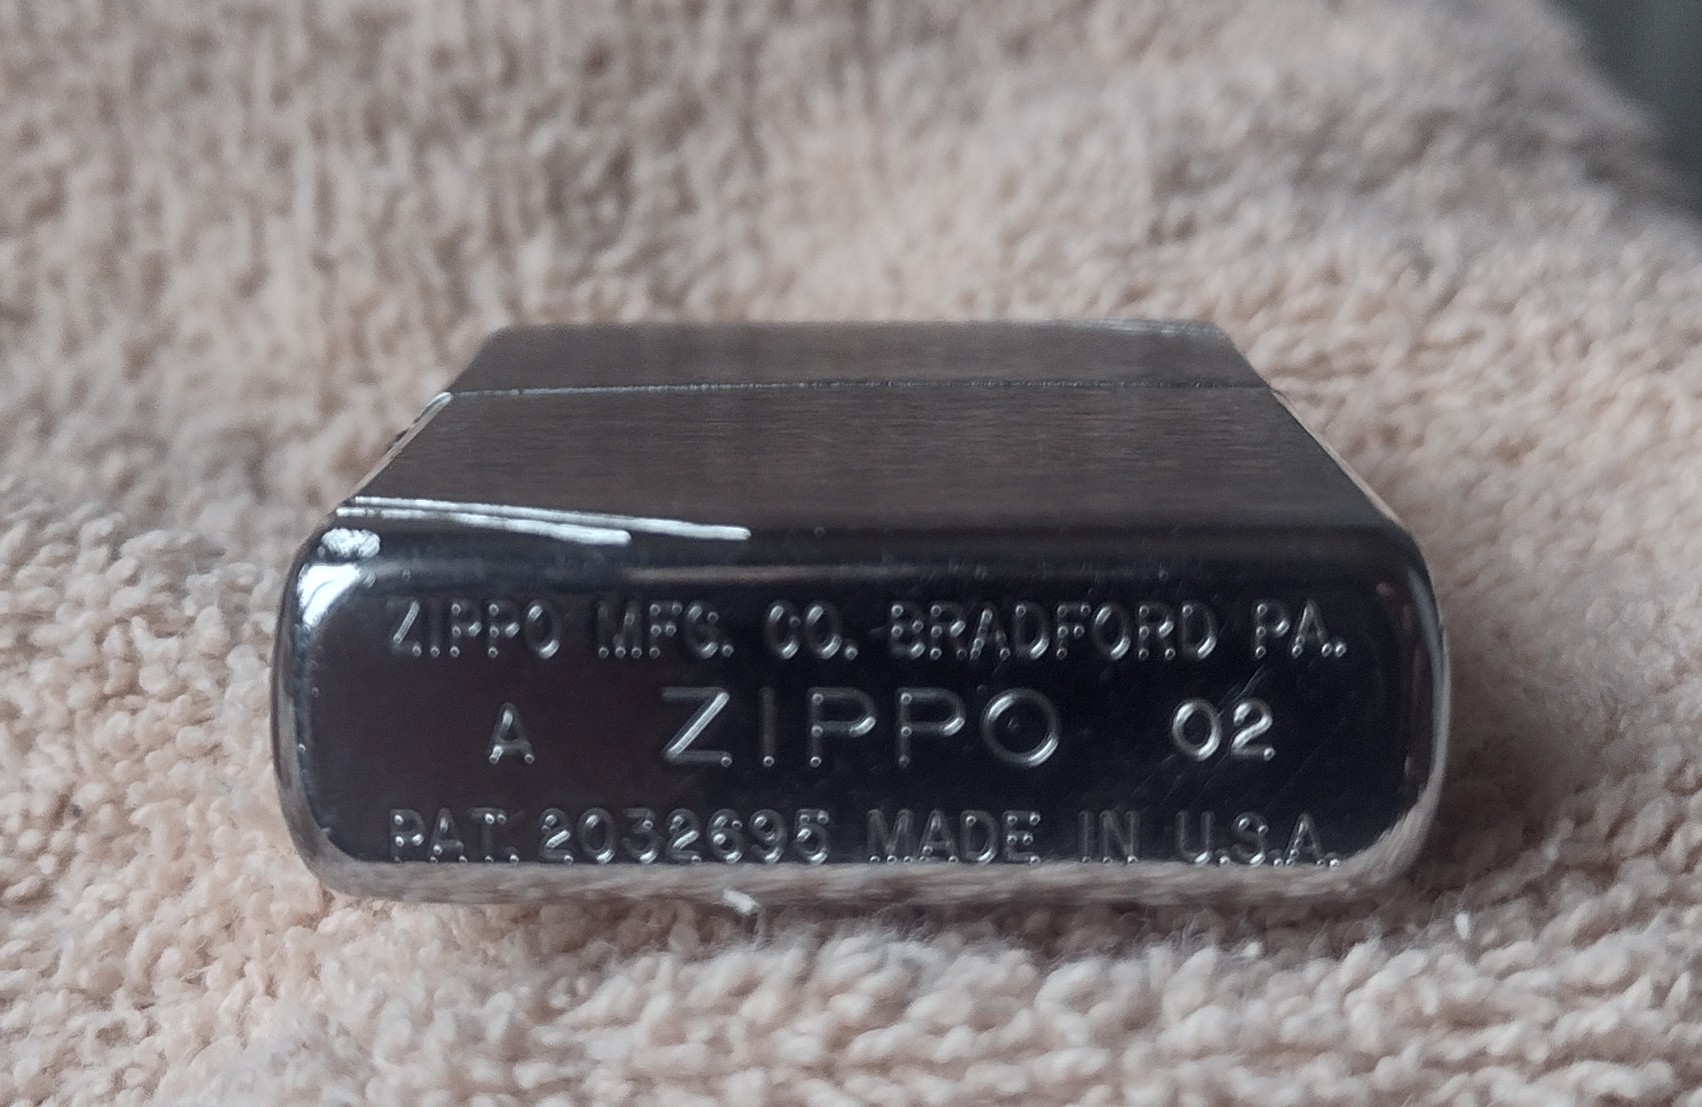 ZIPPO MFG. CO. BRADFORD PA.
A ZIPPO 02
PAT. 2032695 MADE IN U.S.A.